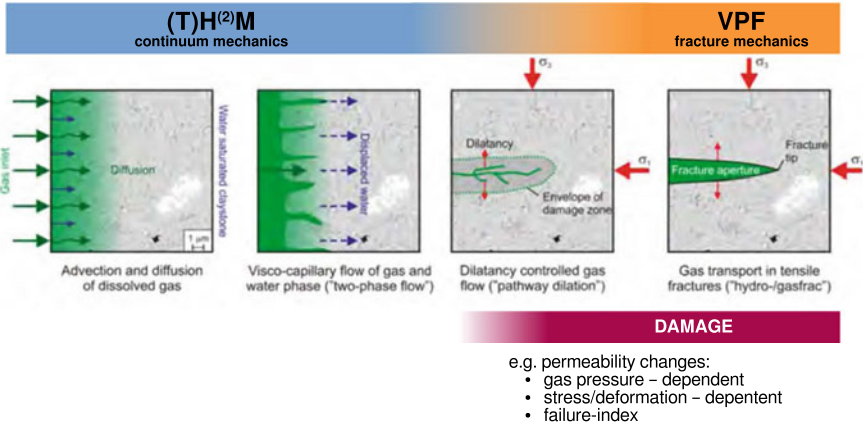 (T)H(2)M
continuum mechanics
VPF
fracture mechanics
Gas inlet
Diffusion
Water saturated claystone
1 μm
Displaced water
σ3
Dilatancy
σ1
Envelope of
damage zone
σ3
Fracture
tip
Fracture aperture
σ
Advection and diffusion
of dissolved gas
Visco-capillary flow of gas and
water phase ("two-phase flow")
Dilatancy controlled gas
flow ("pathway dilation")
Gas transport in tensile
fractures ("hydro-/gasfrac")
DAMAGE
e.g. permeability changes:
• gas pressure – dependent
• stress/deformation – depentent
• failure-index